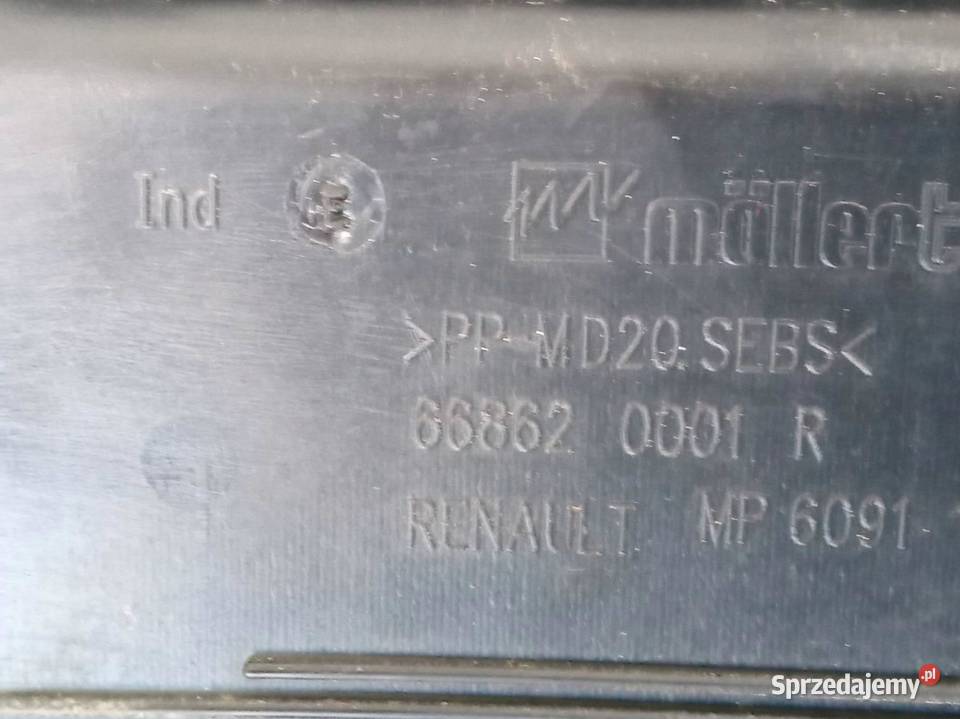 Ind möllert
>PP-MD20.SEBS<
66862 0001 R
RENAULT MP 6091
Sprzedajemy.pl